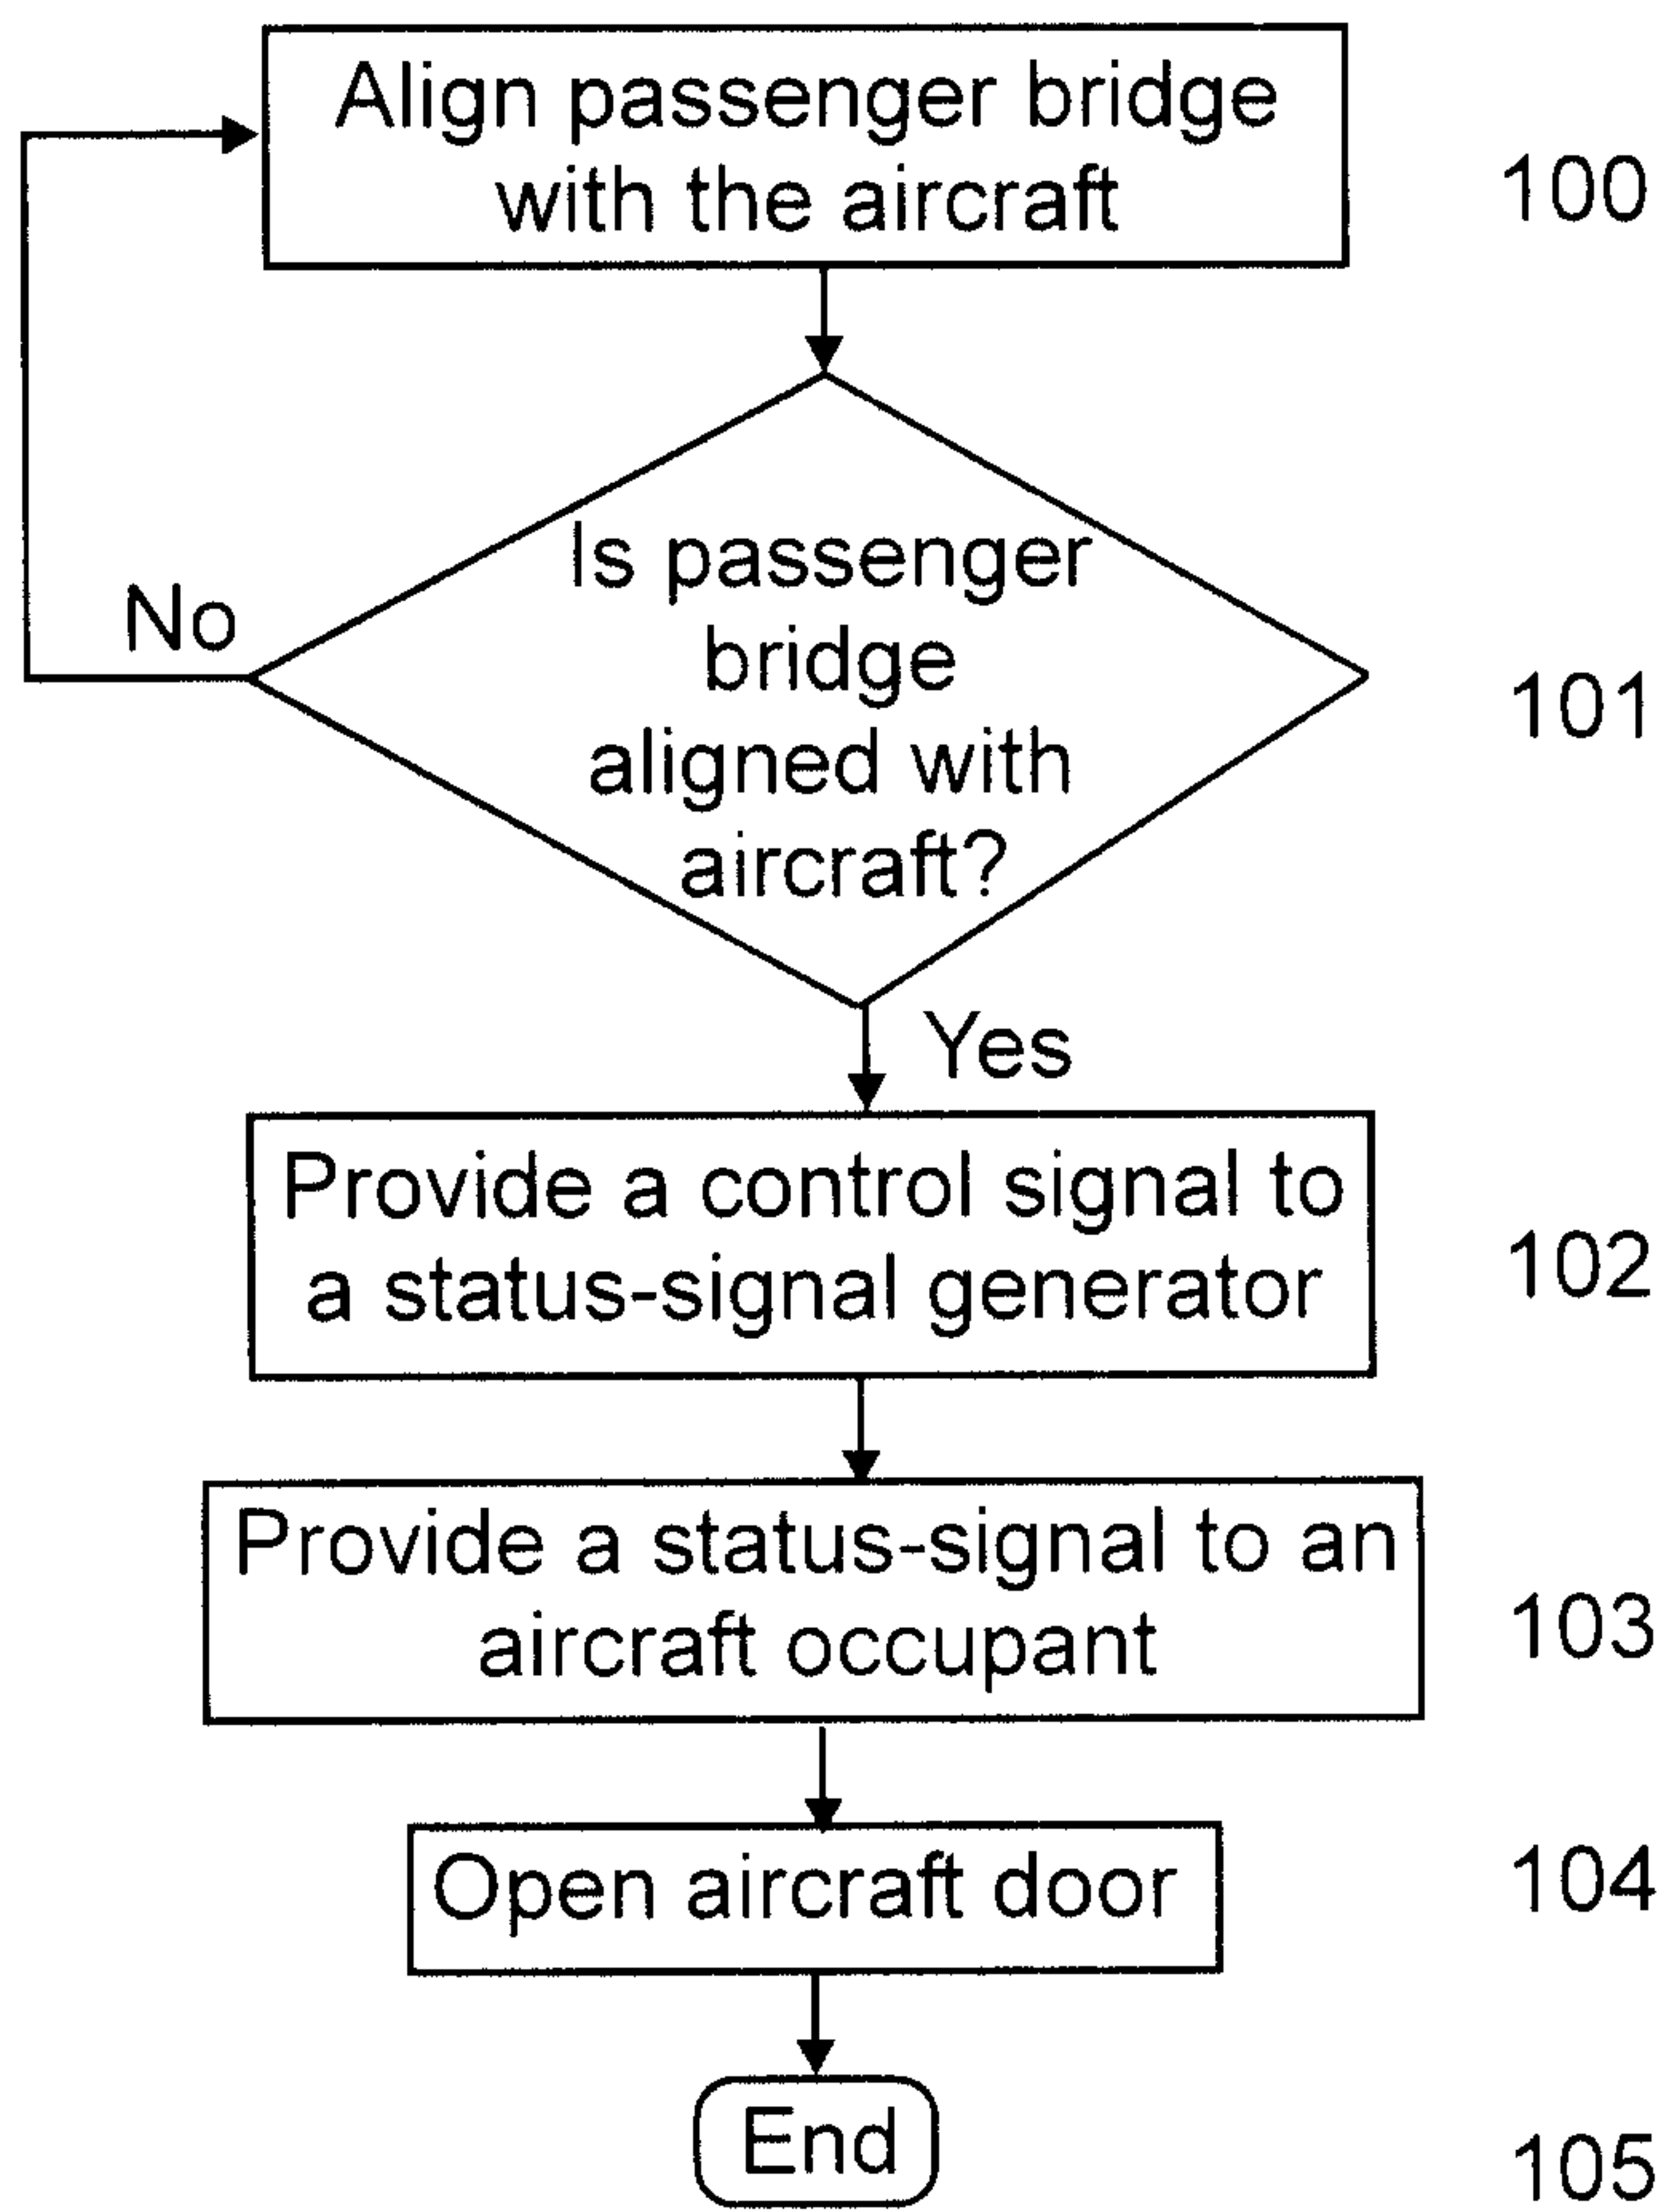 Align passenger bridge
with the aircraft
100
Is passenger
bridge
aligned with
aircraft?
No
101
Yes
Provide a control signal to
a status-signal generator
102
Provide a status-signal to an
aircraft occupant
103
Open aircraft door
104
End
105